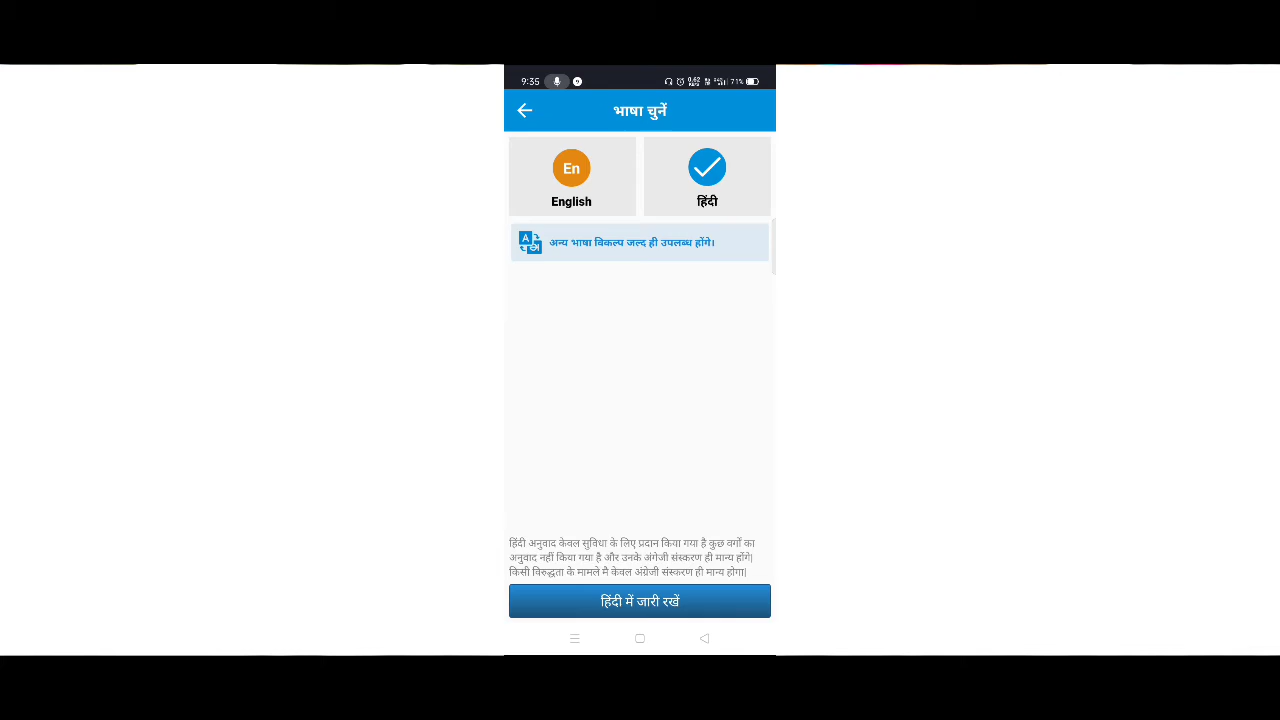 9:35
71%
भाषा चुनें
En
English
हिंदी
अन्य भाषा विकल्प जल्द ही उपलब्ध होंगे।
हिंदी अनुवाद केवल सुविधा के लिए प्रदान किया गया है कुछ वर्गों का
अनुवाद नहीं किया गया है और उनके अंगेजी संस्करण ही मान्य होंगे|
किसी विरुद्धता के मामले मै केवल अंग्रेजी संस्करण ही मान्य होगा|
हिंदी में जारी रखें